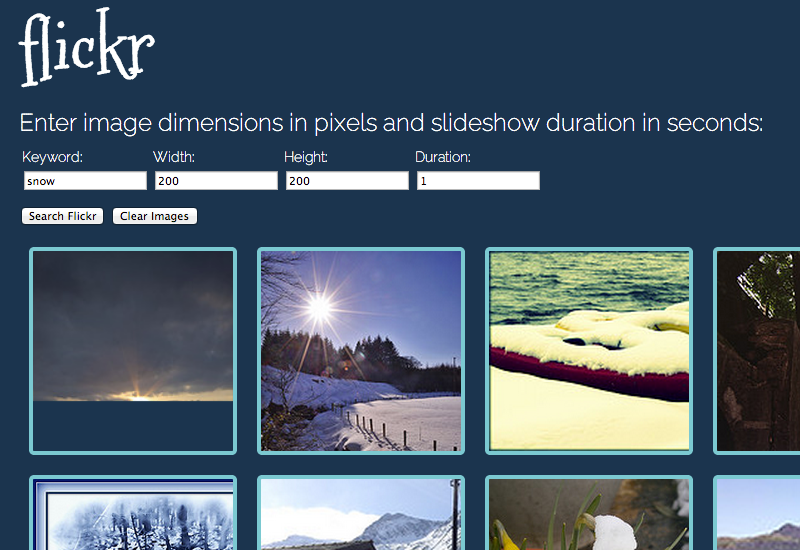 flickr
Enter image dimensions in pixels and slideshow duration in seconds:
Keyword: Width: Height: Duration:
snow 200 200 1
Search Flickr Clear Images